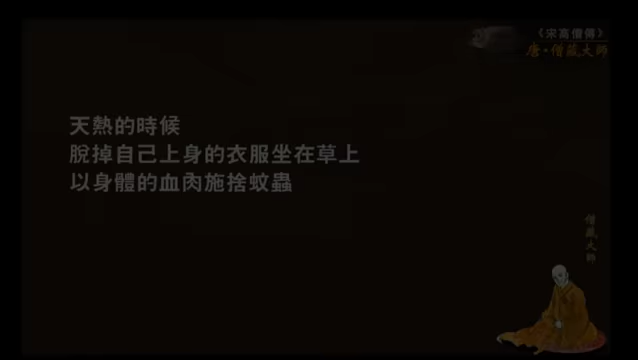 《宋高僧傳》
唐·僧藏大師
天熱的時候
脫掉自己上身的衣服坐在草上
以身體的血肉施捨蚊蟲
僧藏大師